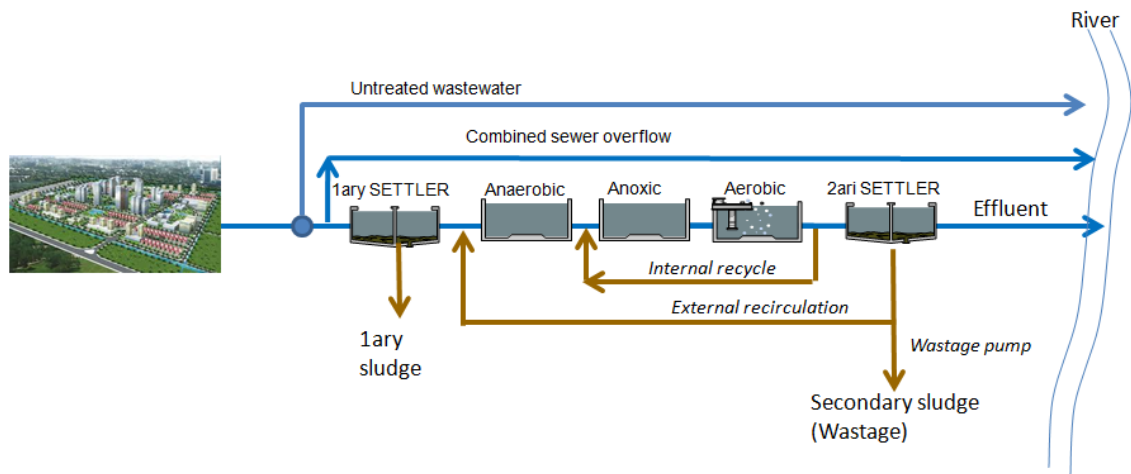 River
Untreated wastewater
Combined sewer overflow
1ary SETTLER
Anaerobic
Anoxic
Aerobic
2ari SETTLER
Effluent
Internal recycle
External recirculation
1ary
sludge
Wastage pump
Secondary sludge
(Wastage)